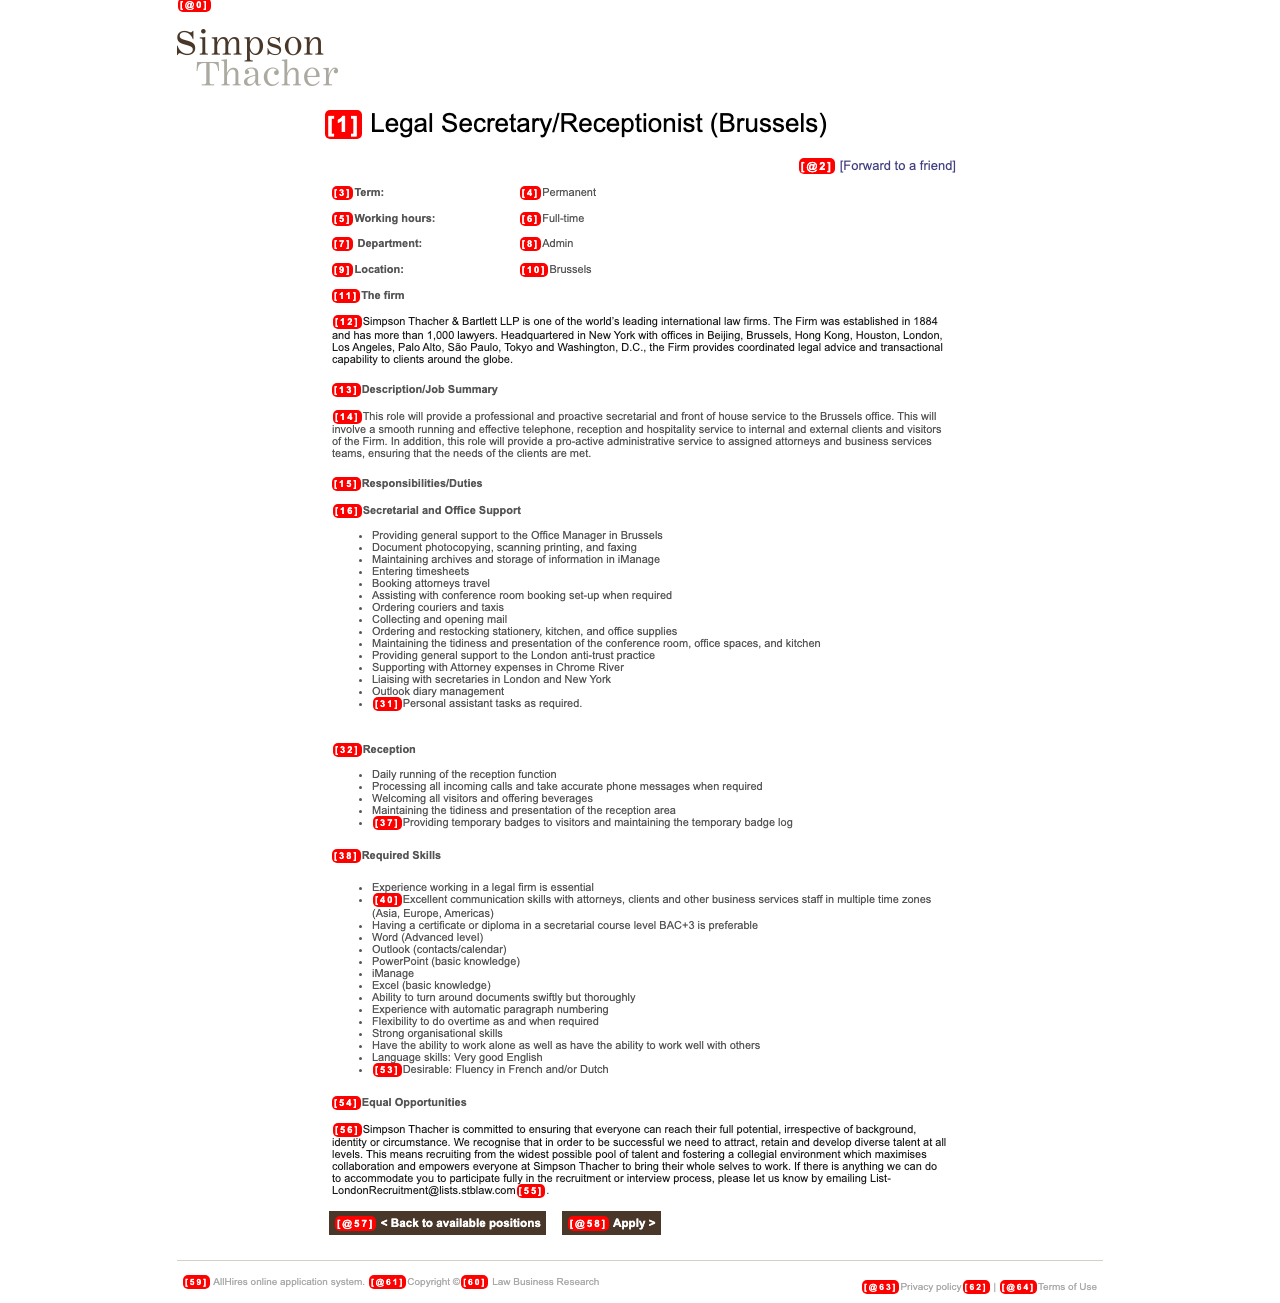 [@0]
Simpson
Thacher
[1] Legal Secretary/Receptionist (Brussels)
[@2] [Forward to a friend]
[3] Term: [4] Permanent
[5] Working hours: [6] Full-time
[7] Department: [8] Admin
[9] Location: [10] Brussels
[11] The firm
[12] Simpson Thacher & Bartlett LLP is one of the world's leading international law firms. The Firm was established in 1884
and has more than 1,000 lawyers. Headquartered in New York with offices in Beijing, Brussels, Hong Kong, Houston, London,
Los Angeles, Palo Alto, São Paulo, Tokyo and Washington, D.C., the Firm provides coordinated legal advice and transactional
capability to clients around the globe.
[13] Description/Job Summary
[14] This role will provide a professional and proactive secretarial and front of house service to the Brussels office. This will
involve a smooth running and effective telephone, reception and hospitality service to internal and external clients and visitors
of the Firm. In addition, this role will provide a pro-active administrative service to assigned attorneys and business services
teams, ensuring that the needs of the clients are met.
[15] Responsibilities/Duties
[16] Secretarial and Office Support
• Providing general support to the Office Manager in Brussels
• Document photocopying, scanning printing, and faxing
• Maintaining archives and storage of information in iManage
• Entering timesheets
• Booking attorneys travel
• Assisting with conference room booking set-up when required
• Ordering couriers and taxis
• Collecting and opening mail
• Ordering and restocking stationery, kitchen, and office supplies
• Maintaining the tidiness and presentation of the conference room, office spaces, and kitchen
• Providing general support to the London anti-trust practice
• Supporting with Attorney expenses in Chrome River
• Liaising with secretaries in London and New York
• Outlook diary management
• [31] Personal assistant tasks as required.
[32] Reception
• Daily running of the reception function
• Processing all incoming calls and take accurate phone messages when required
• Welcoming all visitors and offering beverages
• Maintaining the tidiness and presentation of the reception area
• [37] Providing temporary badges to visitors and maintaining the temporary badge log
[38] Required Skills
• Experience working in a legal firm is essential
• [40] Excellent communication skills with attorneys, clients and other business services staff in multiple time zones
(Asia, Europe, Americas)
• Having a certificate or diploma in a secretarial course level BAC+3 is preferable
• Word (Advanced level)
• Outlook (contacts/calendar)
• PowerPoint (basic knowledge)
• iManage
• Excel (basic knowledge)
• Ability to turn around documents swiftly but thoroughly
• Experience with automatic paragraph numbering
• Flexibility to do overtime as and when required
• Strong organisational skills
• Have the ability to work alone as well as have the ability to work well with others
• Language skills: Very good English
• [53] Desirable: Fluency in French and/or Dutch
[54] Equal Opportunities
[56] Simpson Thacher is committed to ensuring that everyone can reach their full potential, irrespective of background,
identity or circumstance. We recognise that in order to be successful we need to attract, retain and develop diverse talent at all
levels. This means recruiting from the widest possible pool of talent and fostering a collegial environment which maximises
collaboration and empowers everyone at Simpson Thacher to bring their whole selves to work. If there is anything we can do
to accommodate you to participate fully in the recruitment or interview process, please let us know by emailing List-
LondonRecruitment@lists.stblaw.com [55] .
[@57] < Back to available positions [@58] Apply >
[59] AllHires online application system. [@61] Copyright © [60] Law Business Research [@63] Privacy policy [62] | [@64] Terms of Use